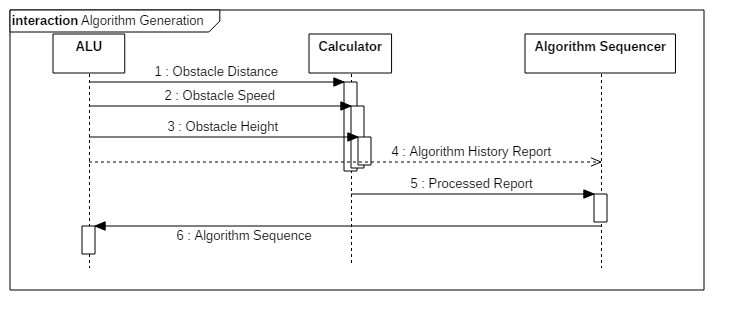 interaction Algorithm Generation
ALU
Calculator
Algorithm Sequencer
1 : Obstacle Distance
2 : Obstacle Speed
3 : Obstacle Height
4 : Algorithm History Report
5 : Processed Report
6 : Algorithm Sequence